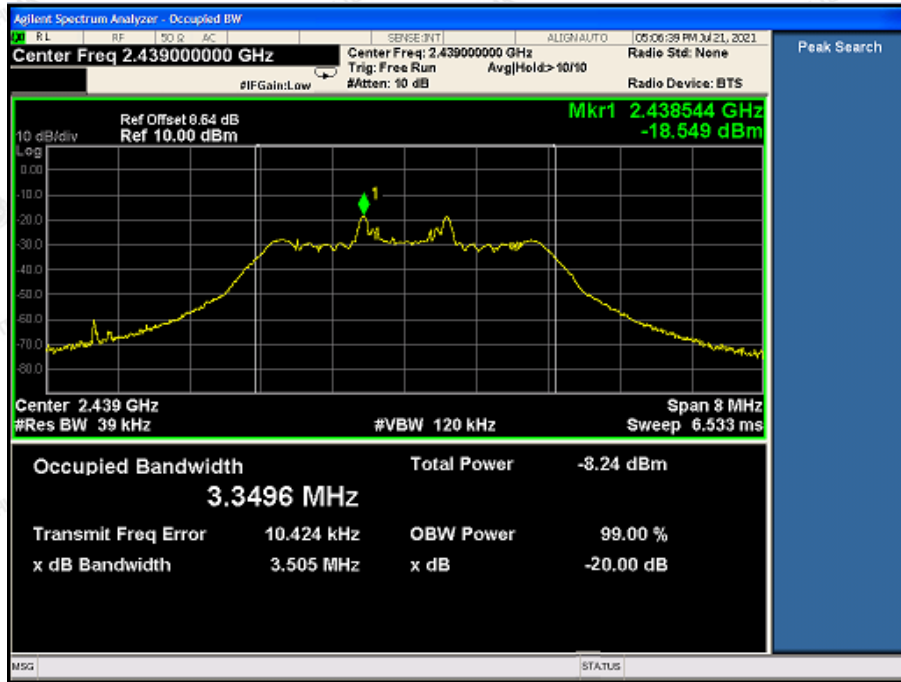 Agilent Spectrum Analyzer - Occupied BW
RL RF 50 Ω AC SENSE:INT ALIGNAUTO 05:06:39 PM Jul 21, 2021
Center Freq 2.439000000 GHz Center Freq: 2.439000000 GHz Radio Std: None
Trig: Free Run Avg|Hold:>10/10
#IFGain:Low #Atten: 10 dB Radio Device: BTS
Peak Search
Mkr1 2.438544 GHz
-18.549 dBm
Ref Offset 8.64 dB
10 dB/div Ref 10.00 dBm
Log
0.00
-10.0
1
-20.0
-30.0
-40.0
-50.0
-60.0
-70.0
-80.0
Center 2.439 GHz Span 8 MHz
#Res BW 39 kHz #VBW 120 kHz Sweep 6.533 ms
Occupied Bandwidth Total Power -8.24 dBm
3.3496 MHz
Transmit Freq Error 10.424 kHz OBW Power 99.00 %
x dB Bandwidth 3.505 MHz x dB -20.00 dB
MSG STATUS